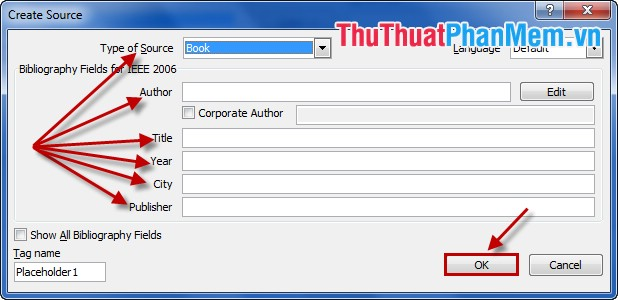 Create Source
Type of Source Book Language Default
ThuThuatPhanMem.vn
Bibliography Fields for IEEE 2006
Author Edit
Corporate Author
Title
Year
City
Publisher
Show All Bibliography Fields
Tag name
Placeholder1
OK Cancel